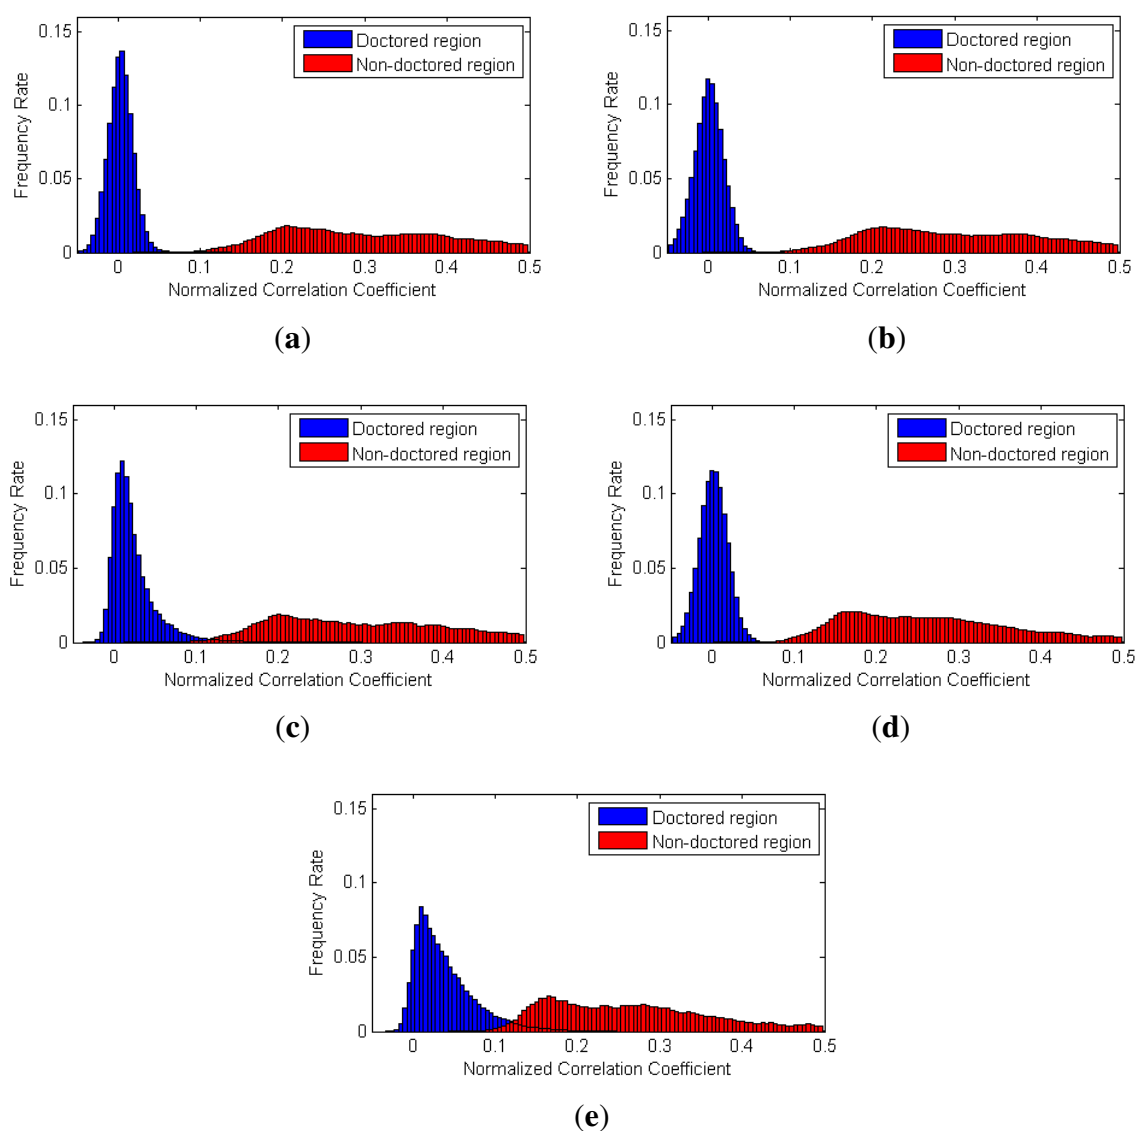 0.15
0.1
0.05
0
Frequency Rate
Doctored region
Non-doctored region
0 0.1 0.2 0.3 0.4 0.5
Normalized Correlation Coefficient
(a)
0.15
0.1
0.05
0
Frequency Rate
Doctored region
Non-doctored region
0 0.1 0.2 0.3 0.4 0.5
Normalized Correlation Coefficient
(b)
0.15
0.1
0.05
0
Frequency Rate
Doctored region
Non-doctored region
0 0.1 0.2 0.3 0.4 0.5
Normalized Correlation Coefficient
(c)
0.15
0.1
0.05
0
Frequency Rate
Doctored region
Non-doctored region
0 0.1 0.2 0.3 0.4 0.5
Normalized Correlation Coefficient
(d)
0.15
0.1
0.05
0
Frequency Rate
Doctored region
Non-doctored region
0 0.1 0.2 0.3 0.4 0.5
Normalized Correlation Coefficient
(e)